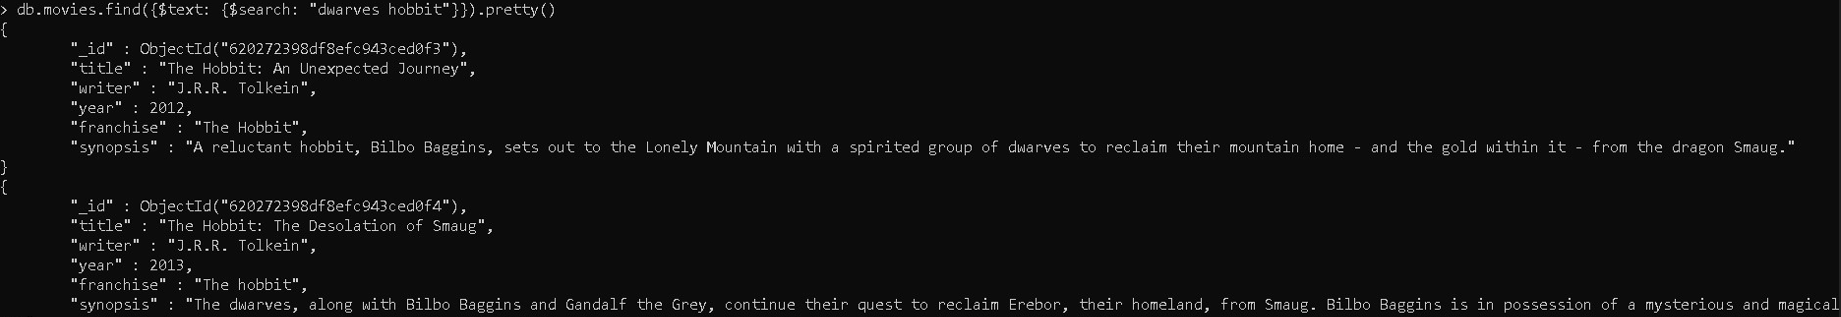 > db.movies.find({$text: {$search: "dwarves hobbit"}}).pretty()
{
"_id" : ObjectId("620272398df8efc943ced0f3"),
"title" : "The Hobbit: An Unexpected Journey",
"writer" : "J.R.R. Tolkein",
"year" : 2012,
"franchise" : "The Hobbit",
"synopsis" : "A reluctant hobbit, Bilbo Baggins, sets out to the Lonely Mountain with a spirited group of dwarves to reclaim their mountain home - and the gold within it - from the dragon Smaug."
}
{
"_id" : ObjectId("620272398df8efc943ced0f4"),
"title" : "The Hobbit: The Desolation of Smaug",
"writer" : "J.R.R. Tolkein",
"year" : 2013,
"franchise" : "The hobbit",
"synopsis" : "The dwarves, along with Bilbo Baggins and Gandalf the Grey, continue their quest to reclaim Erebor, their homeland, from Smaug. Bilbo Baggins is in possession of a mysterious and magical